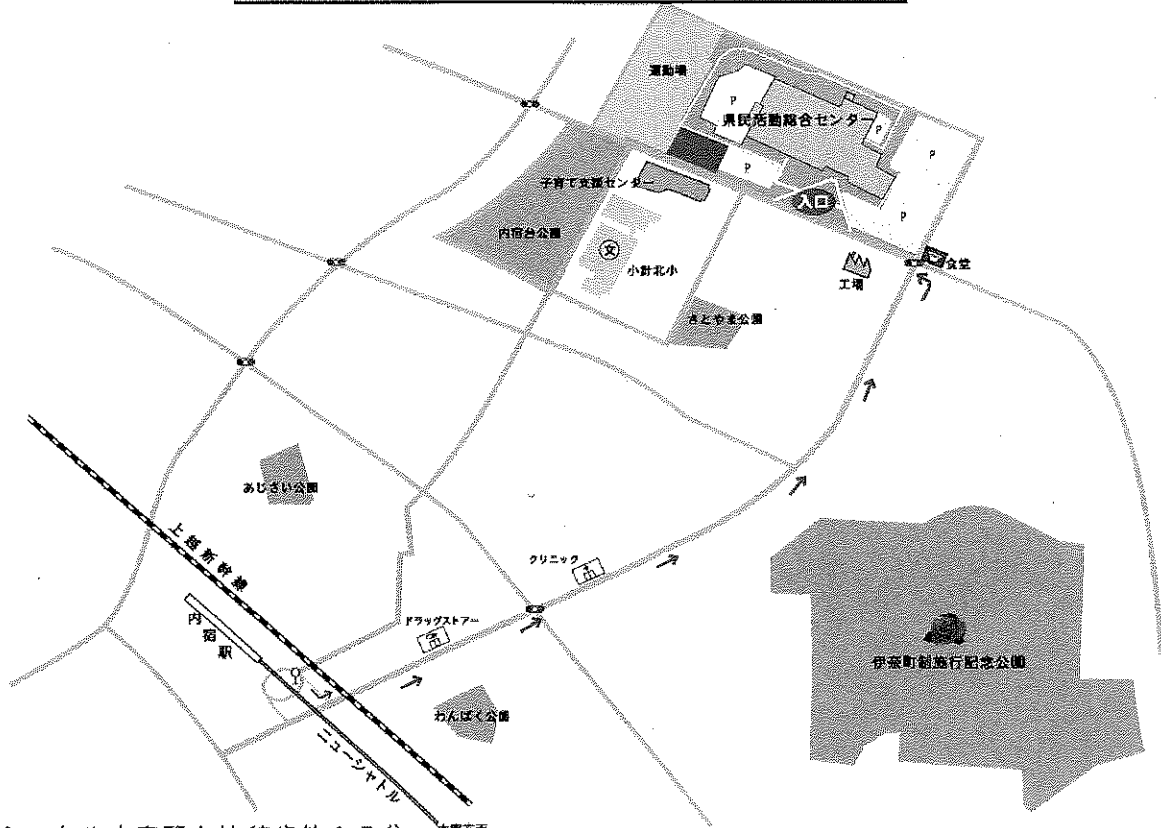 運動場
P
県民活動総合センター
P
P
P
P
子育て支援センター
入口
内宿台公園
文
小針北小
食堂
工場
さとやま公園
あじさい公園
上越新幹線
クリニック
内宿駅
ドラッグストアー
伊奈町制施行記念公園
わんぱく公園
ニューシャトル